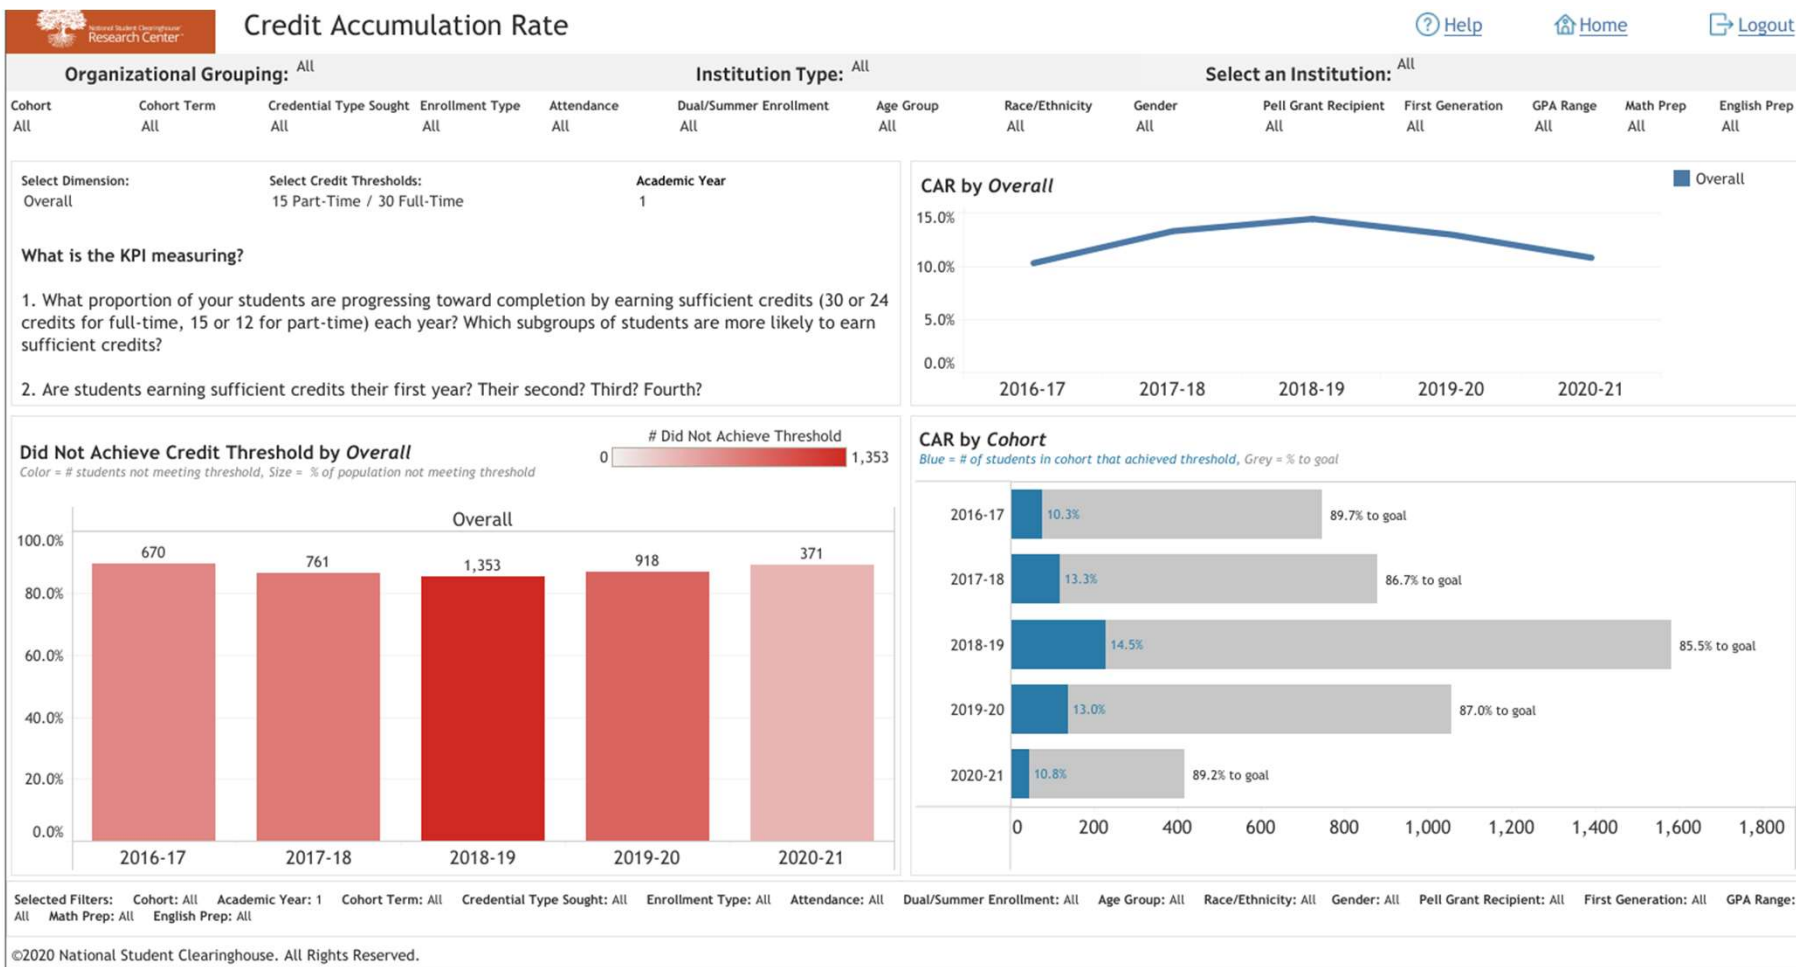 National Student Clearinghouse
Research Center
Credit Accumulation Rate
Help
Home
Logout
Organizational Grouping: All
Institution Type: All
Select an Institution: All
Cohort Cohort Term Credential Type Sought Enrollment Type Attendance Dual/Summer Enrollment Age Group Race/Ethnicity Gender Pell Grant Recipient First Generation GPA Range Math Prep English Prep
All All All All All All All All All All All All All All
Select Dimension: Select Credit Thresholds: Academic Year
Overall 15 Part-Time / 30 Full-Time 1
What is the KPI measuring?
1. What proportion of your students are progressing toward completion by earning sufficient credits (30 or 24
credits for full-time, 15 or 12 for part-time) each year? Which subgroups of students are more likely to earn
sufficient credits?
2. Are students earning sufficient credits their first year? Their second? Third? Fourth?
CAR by Overall
Overall
15.0%
10.0%
5.0%
0.0%
2016-17 2017-18 2018-19 2019-20 2020-21
Did Not Achieve Credit Threshold by Overall
Color = # students not meeting threshold, Size = % of population not meeting threshold
# Did Not Achieve Threshold
0 1,353
Overall
100.0%
80.0%
60.0%
40.0%
20.0%
0.0%
670 761 1,353 918 371
2016-17 2017-18 2018-19 2019-20 2020-21
CAR by Cohort
Blue = # of students in cohort that achieved threshold, Grey = % to goal
2016-17 10.3% 89.7% to goal
2017-18 13.3% 86.7% to goal
2018-19 14.5% 85.5% to goal
2019-20 13.0% 87.0% to goal
2020-21 10.8% 89.2% to goal
0 200 400 600 800 1,000 1,200 1,400 1,600 1,800
Selected Filters: Cohort: All Academic Year: 1 Cohort Term: All Credential Type Sought: All Enrollment Type: All Attendance: All Dual/Summer Enrollment: All Age Group: All Race/Ethnicity: All Gender: All Pell Grant Recipient: All First Generation: All GPA Range:
All Math Prep: All English Prep: All
©2020 National Student Clearinghouse. All Rights Reserved.